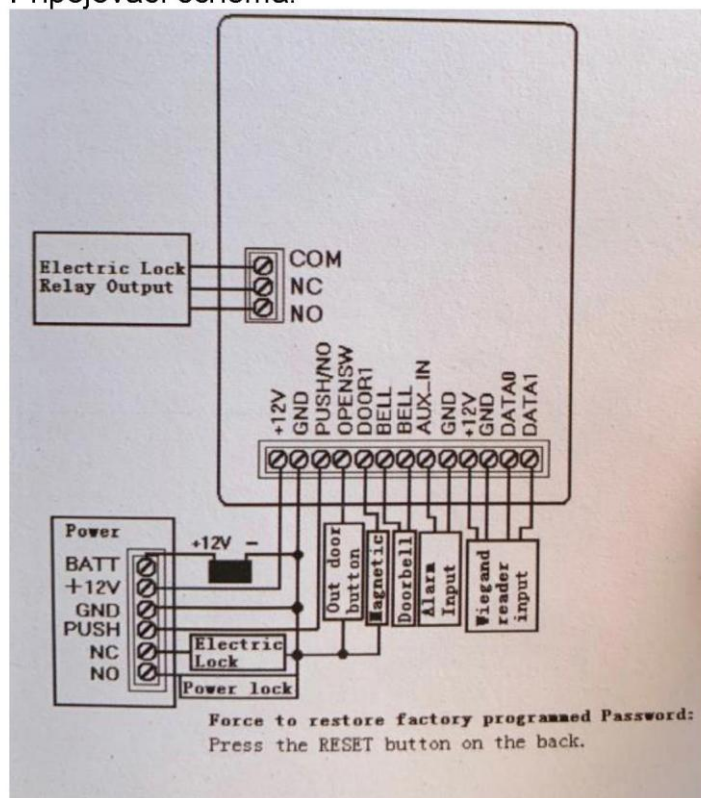 Připojovací schéma:
Electric Lock
Relay Output
COM
NC
NO
+12V
GND
PUSH/NO
OPENSW
DOOR1
BELL
BELL
AUX_IN
GND
+12V
GND
DATA0
DATA1
Power
BATT
+12V
GND
PUSH
NC
NO
+12V -
Electric
Lock
Power lock
Out door
button
Magnetic
Doorbell
Alarm
Input
Wiegand
reader
input
Force to restore factory programmed Password:
Press the RESET button on the back.